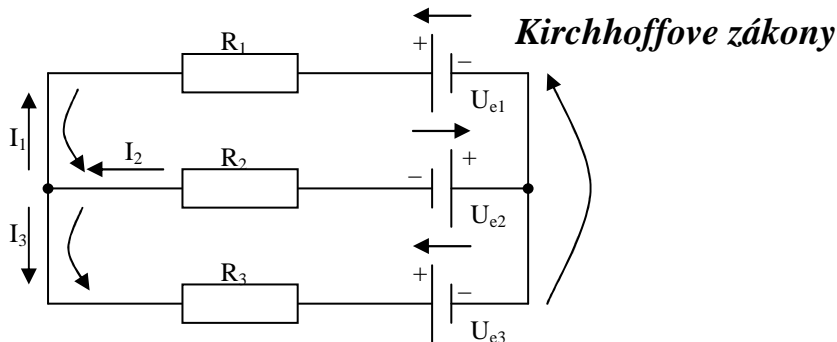 Kirchhoffove zákony
R1 + –
Ue1
I1 I2 R2 – +
Ue2
I3
R3 + –
Ue3